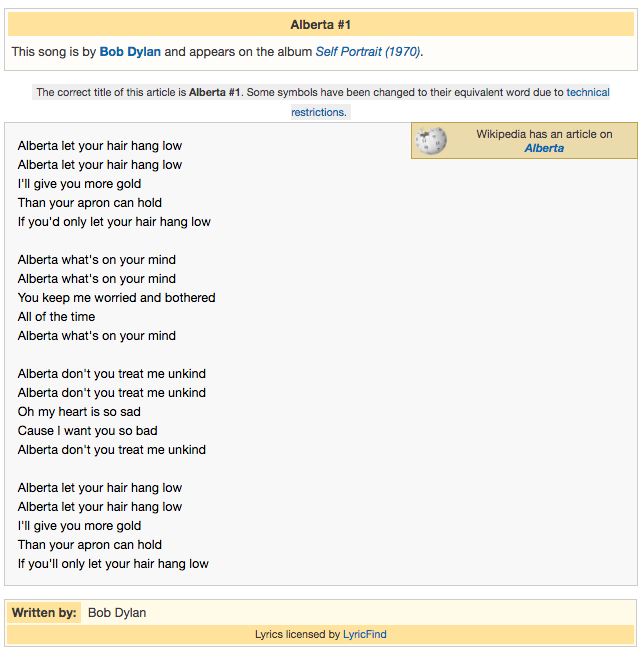 Alberta #1
This song is by Bob Dylan and appears on the album Self Portrait (1970).
The correct title of this article is Alberta #1. Some symbols have been changed to their equivalent word due to technical
restrictions.
Wikipedia has an article on
Alberta
Alberta let your hair hang low
Alberta let your hair hang low
I'll give you more gold
Than your apron can hold
If you'd only let your hair hang low

Alberta what's on your mind
Alberta what's on your mind
You keep me worried and bothered
All of the time
Alberta what's on your mind

Alberta don't you treat me unkind
Alberta don't you treat me unkind
Oh my heart is so sad
Cause I want you so bad
Alberta don't you treat me unkind

Alberta let your hair hang low
Alberta let your hair hang low
I'll give you more gold
Than your apron can hold
If you'll only let your hair hang low

Written by: Bob Dylan
Lyrics licensed by LyricFind